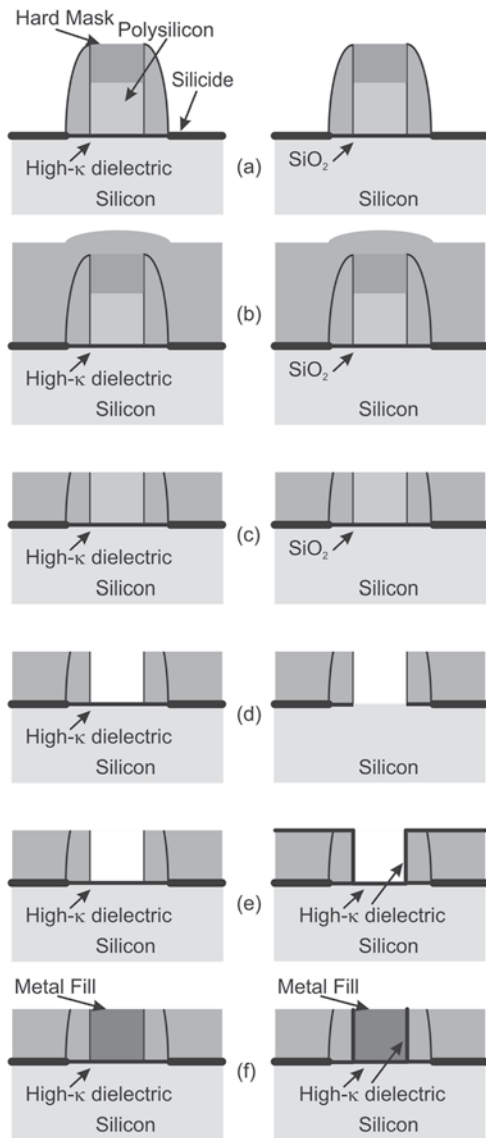 Hard Mask
Polysilicon
Silicide
High-κ dielectric
Silicon
(a)
SiO₂
Silicon
High-κ dielectric
Silicon
(b)
SiO₂
Silicon
High-κ dielectric
Silicon
(c)
SiO₂
Silicon
High-κ dielectric
Silicon
(d)
Silicon
High-κ dielectric
Silicon
(e)
High-κ dielectric
Silicon
Metal Fill
High-κ dielectric
Silicon
(f)
Metal Fill
High-κ dielectric
Silicon